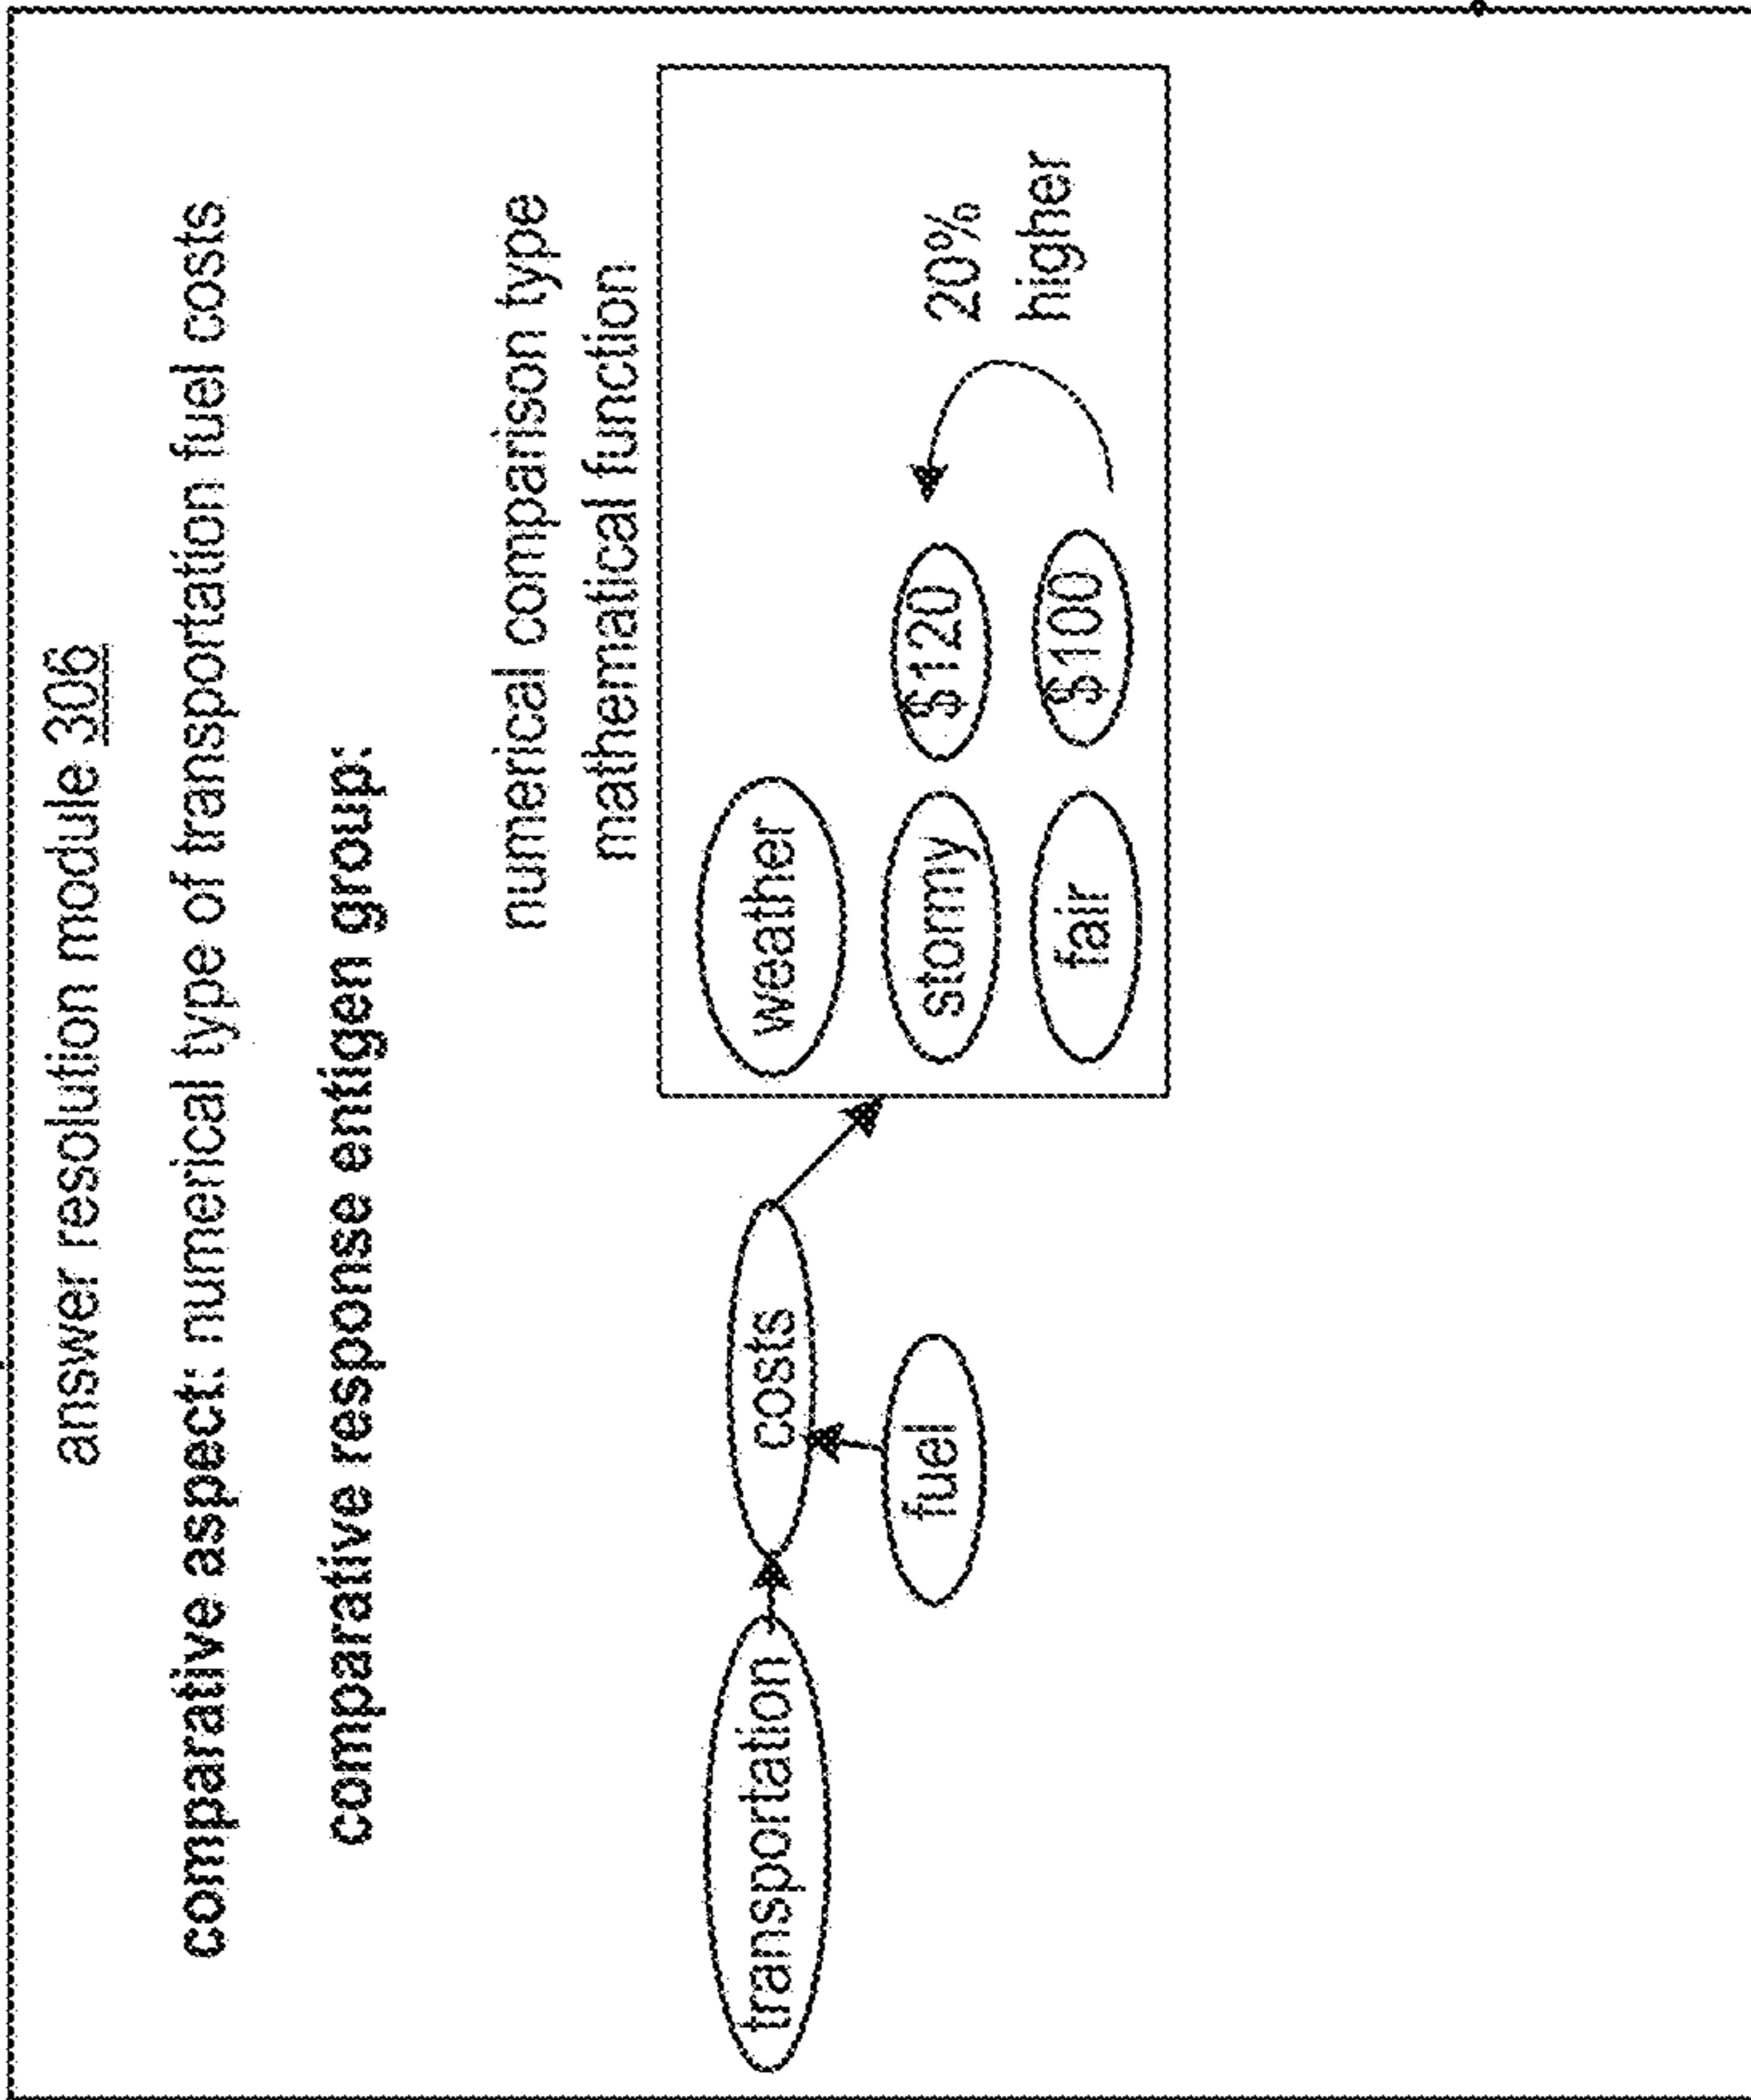 answer resolution module 306
comparative aspect: numerical type of transportation fuel costs
comparative response entigen group:
numerical comparison type
mathematical function
transportation
costs
weather
fuel
stormy
$120
20%
higher
fair
$100